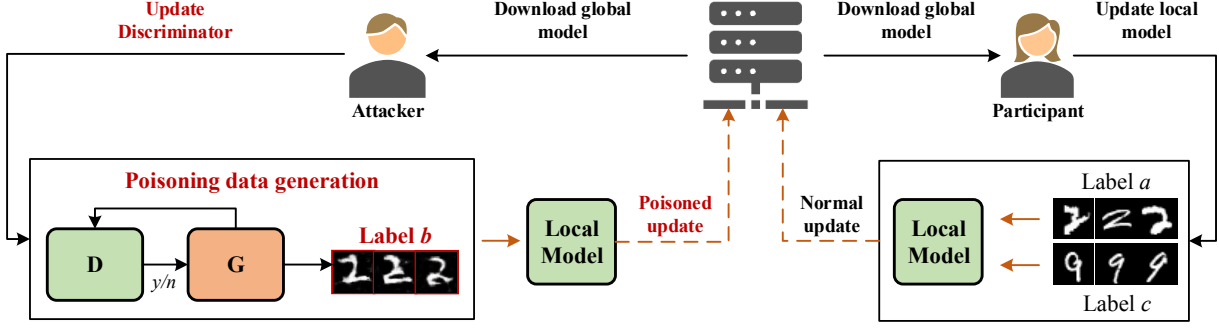 Update
Discriminator
Download global
model
Download global
model
Update local
model
Attacker
Participant
Poisoning data generation
D
y/n
G
Label b
Local
Model
Poisoned
update
Normal
update
Local
Model
Label a
Label c